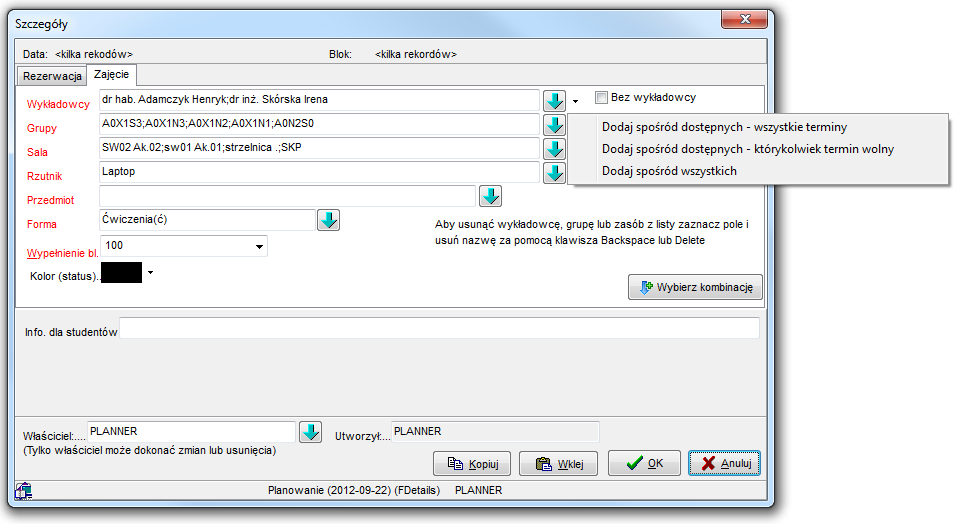 Szczegóły
Data: <kilka rekodów> Blok: <kilka rekordów>
Rezerwacja Zajęcie
Wykładowcy dr hab. Adamczyk Henryk;dr inż. Skórska Irena Bez wykładowcy
Grupy A0X1S3;A0X1N3;A0X1N2;A0X1N1;A0N2S0
Dodaj spośród dostępnych - wszystkie terminy
Sala SW02 Ak.02;sw01 Ak.01;strzelnica .;SKP
Dodaj spośród dostępnych - którykolwiek termin wolny
Rzutnik Laptop
Dodaj spośród wszystkich
Przedmiot
Forma Ćwiczenia(ć)
Aby usunąć wykładowcę, grupę lub zasób z listy zaznacz pole i
usuń nazwę za pomocą klawisza Backspace lub Delete
Wypełnienie bl. 100
Kolor (status)..
Wybierz kombinację
Info. dla studentów
Właściciel:.... PLANNER Utworzył... PLANNER
(Tylko właściciel może dokonać zmian lub usunięcia)
Kopiuj Wklej OK Anuluj
Planowanie (2012-09-22) (FDetails) PLANNER